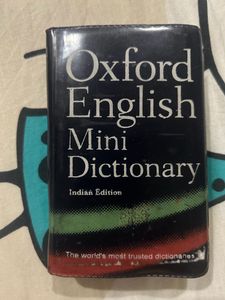 Oxford
English
Mini
Dictionary
Indian Edition
The world's most trusted dictionaries